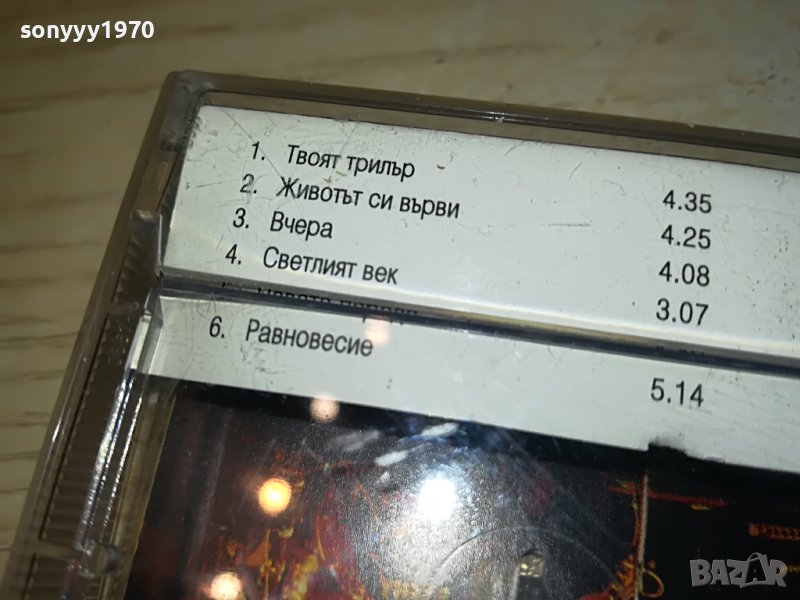 sonyyy1970
1. Твоят трилър 4.35
2. Животът си върви 4.25
3. Вчера 4.08
4. Светлият век 3.07
6. Равновесие 5.14
BAZAR